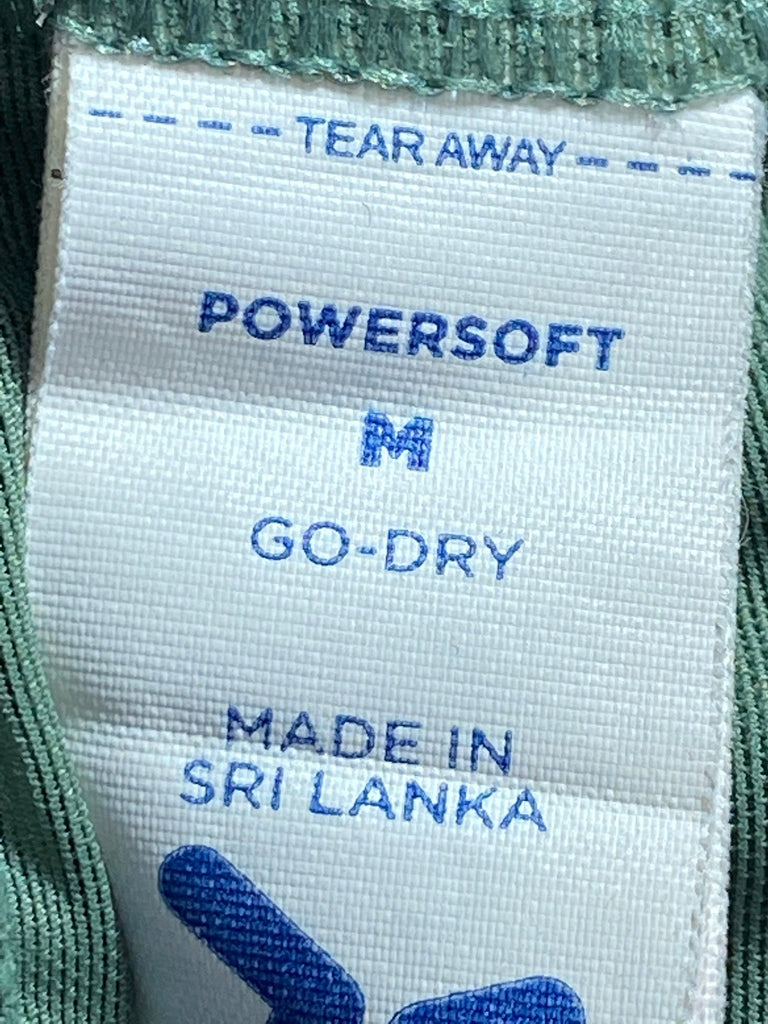 TEAR AWAY
POWERSOFT
M
GO-DRY
MADE IN
SRI LANKA